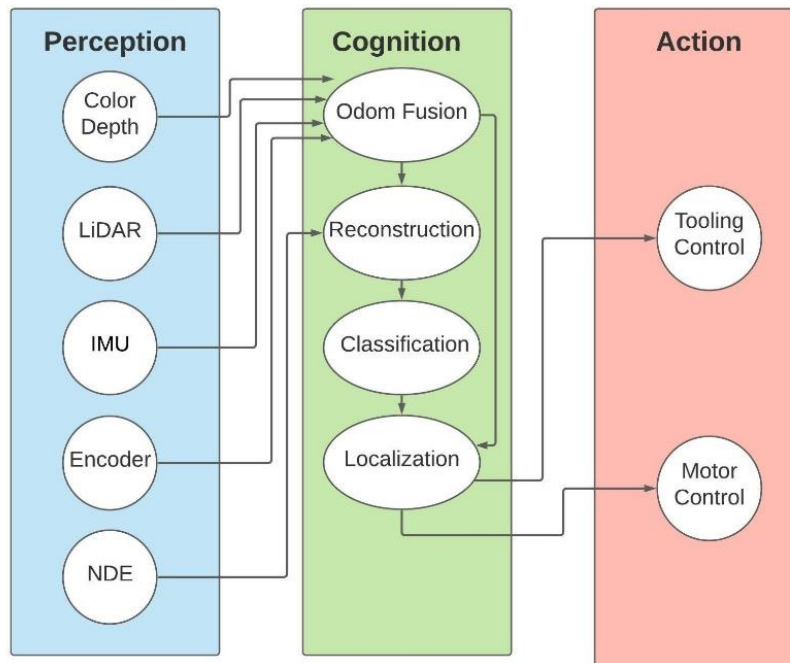 Perception
Color
Depth
LiDAR
IMU
Encoder
NDE
Cognition
Odom Fusion
Reconstruction
Classification
Localization
Action
Tooling
Control
Motor
Control